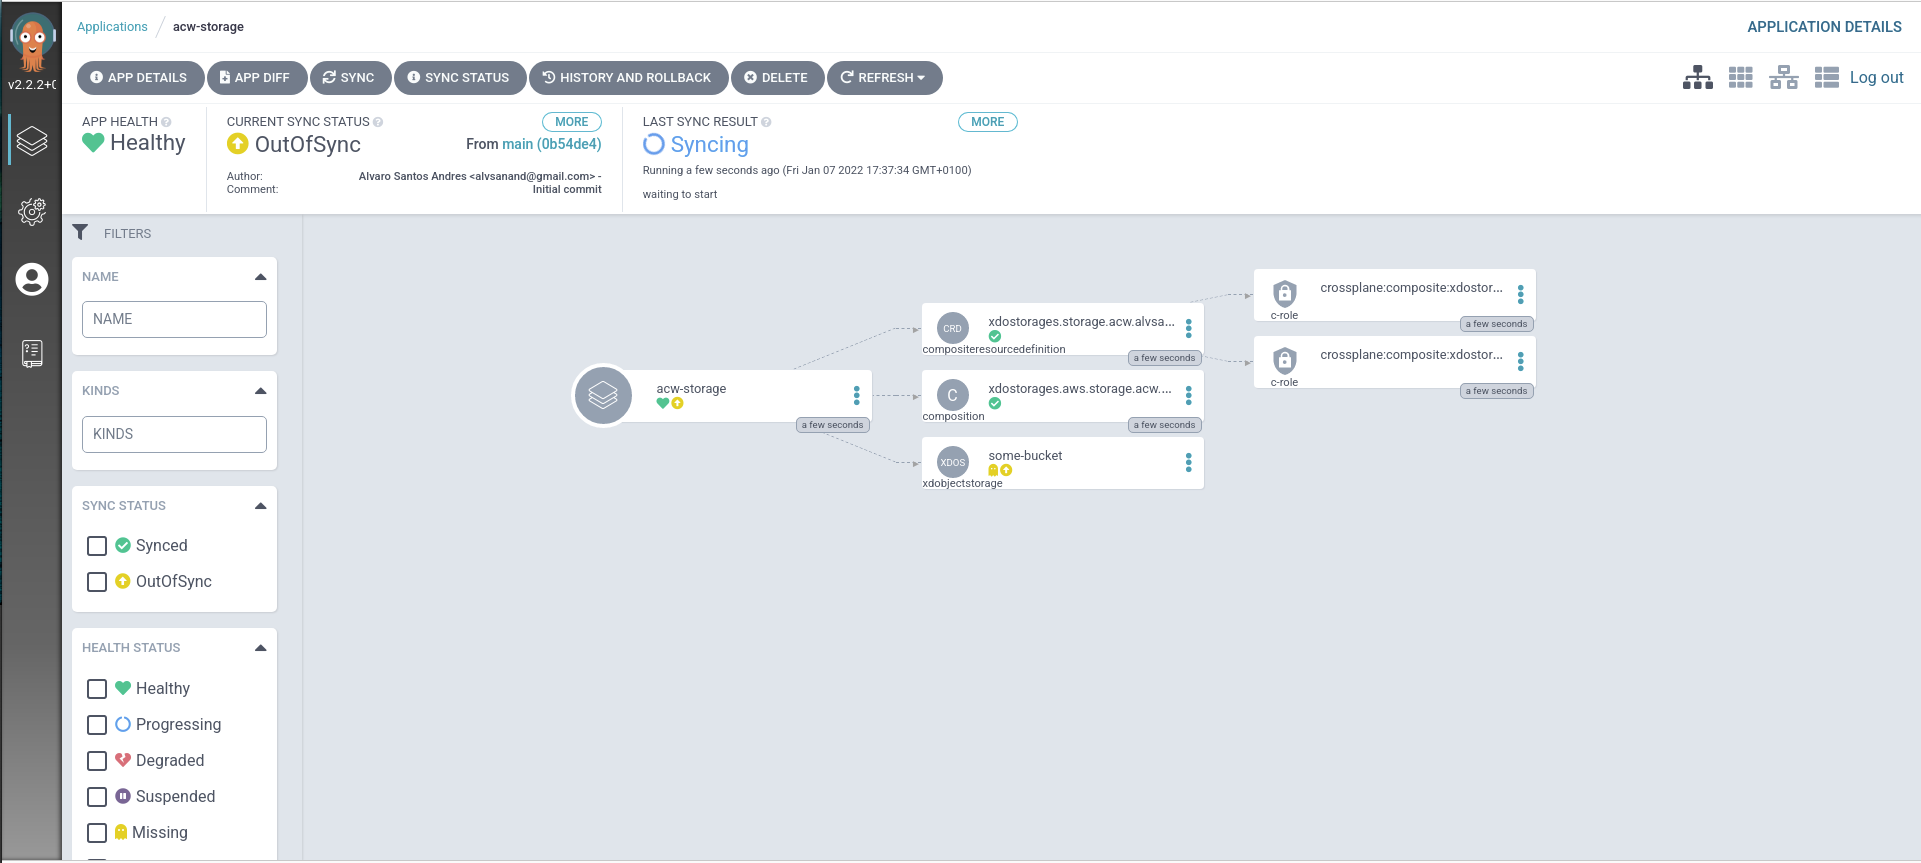 v2.2.2+
Applications / acw-storage
APPLICATION DETAILS
APP DETAILS
APP DIFF
SYNC
SYNC STATUS
HISTORY AND ROLLBACK
DELETE
REFRESH
Log out
APP HEALTH
Healthy
CURRENT SYNC STATUS
MORE
OutOfSync
From main (0b54de4)
Author: Alvaro Santos Andres <alvsanand@gmail.com> -
Comment: Initial commit
LAST SYNC RESULT
MORE
Syncing
Running a few seconds ago (Fri Jan 07 2022 17:37:34 GMT+0100)
waiting to start
FILTERS
NAME
NAME
KINDS
KINDS
SYNC STATUS
Synced
OutOfSync
HEALTH STATUS
Healthy
Progressing
Degraded
Suspended
Missing
acw-storage
a few seconds
CRD
xdostorages.storage.acw.alvsa...
compositeresourcedefinition
a few seconds
C
xdostorages.aws.storage.acw....
composition
a few seconds
XDOS
some-bucket
xdobjectstorage
crossplane:composite:xdostor...
c-role
a few seconds
crossplane:composite:xdostor...
c-role
a few seconds